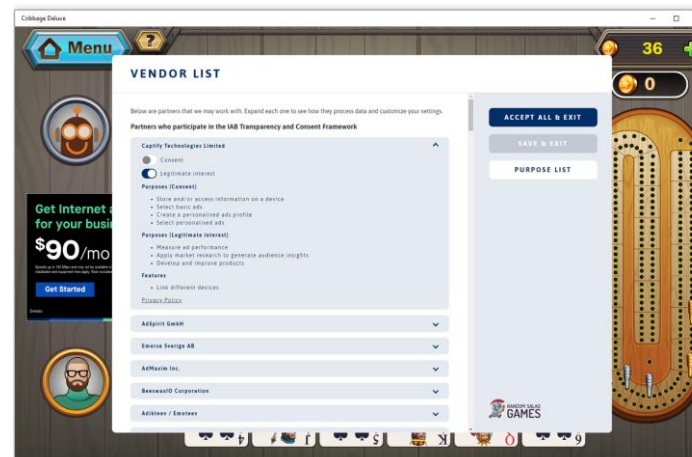 Cribbage Deluxe
Menu
?
36
0
VENDOR LIST
Below are partners that we may work with. Expand each one to see how they process data and customize your settings.
Partners who participate in the IAB Transparency and Consent Framework
Captify Technologies Limited
Consent
Legitimate interest
Purposes (Consent)
• Store and/or access information on a device
• Select basic ads
• Create a personalised ads profile
• Select personalised ads
Purposes (Legitimate interest)
• Measure ad performance
• Apply market research to generate audience insights
• Develop and improve products
Features
• Link different devices
Privacy Policy
AdSpirit GmbH
Emerse Sverige AB
AdMaxim Inc.
BeeswaxIO Corporation
Adikteev / Emoteev
ACCEPT ALL & EXIT
SAVE & EXIT
PURPOSE LIST
RANDOM SALAD
GAMES
Get Internet
for your busi
$90/mo
Get Started
Details
4
J
5
K
Q
6